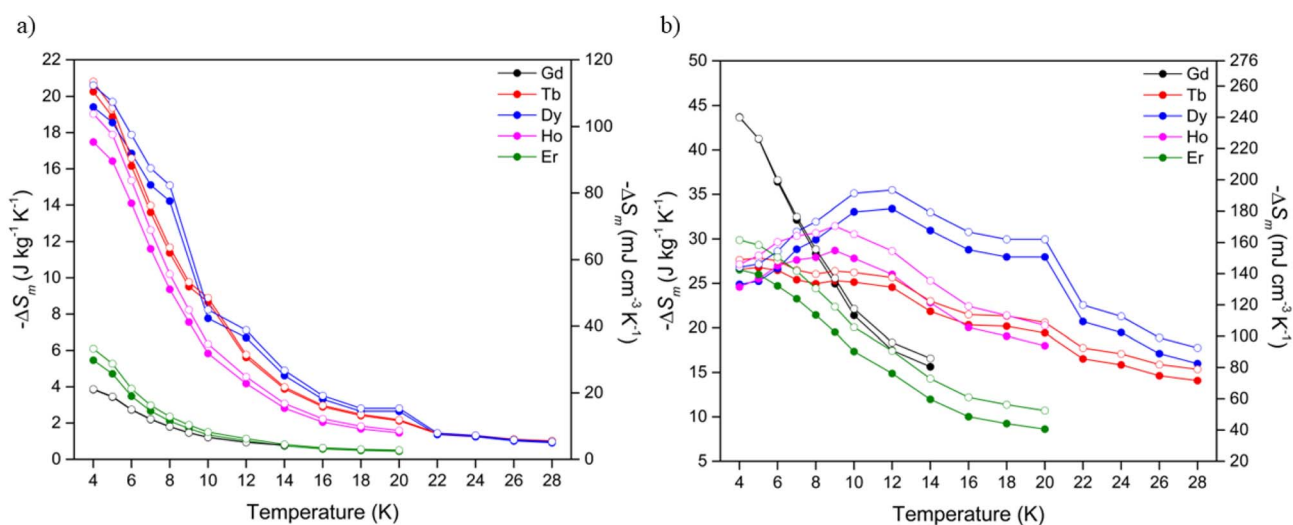 a)
22
20
18
16
14
12
10
8
6
4
2
0
-ΔSm (J kg-1 K-1)
4 6 8 10 12 14 16 18 20 22 24 26 28
Temperature (K)
120
100
80
60
40
20
0
-ΔSm (mJ cm-3 K-1)
Gd
Tb
Dy
Ho
Er
b)
50
45
40
35
30
25
20
15
10
5
-ΔSm (J kg-1 K-1)
4 6 8 10 12 14 16 18 20 22 24 26 28
Temperature (K)
276
260
240
220
200
180
160
140
120
100
80
60
40
20
-ΔSm (mJ cm-3 K-1)
Gd
Tb
Dy
Ho
Er